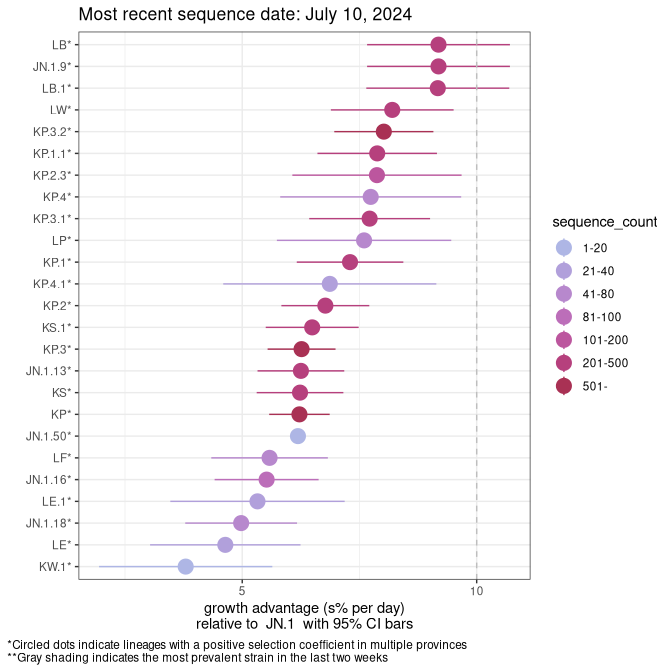 Most recent sequence date: July 10, 2024
LB*
JN.1.9*
LB.1*
LW*
KP.3.2*
KP.1.1*
KP.2.3*
KP.4*
KP.3.1*
LP*
KP.1*
KP.4.1*
KP.2*
KS.1*
KP.3*
JN.1.13*
KS*
KP*
JN.1.50*
LF*
JN.1.16*
LE.1*
JN.1.18*
LE*
KW.1*
5 10
growth advantage (s% per day)
relative to JN.1 with 95% CI bars
sequence_count
1-20
21-40
41-80
81-100
101-200
201-500
501-
*Circled dots indicate lineages with a positive selection coefficient in multiple provinces
**Gray shading indicates the most prevalent strain in the last two weeks